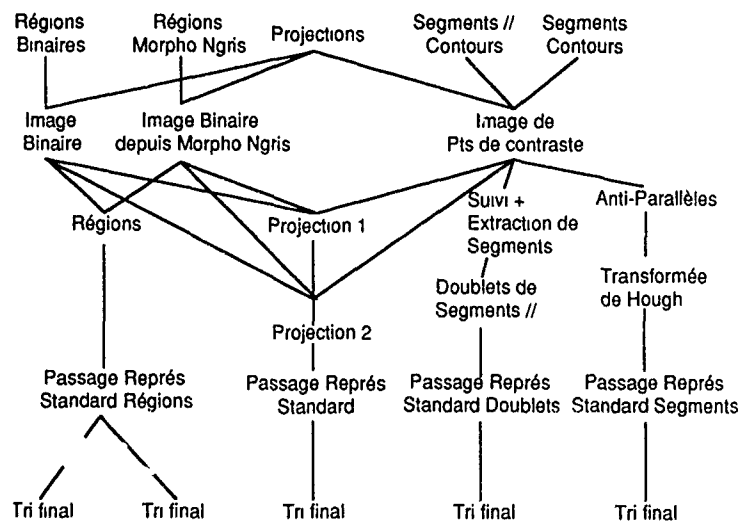 Régions
Binaires
Régions
Morpho Ngris
Projections
Segments //
Contours
Segments
Contours
Image
Binaire
Image Binaire
depuis Morpho Ngris
Image de
Pts de contraste
Régions
Projection 1
Suivi +
Extraction de
Segments
Anti-Parallèles
Doublets de
Segments //
Transformée
de Hough
Projection 2
Passage Représ
Standard Régions
Passage Représ
Standard
Passage Représ
Standard Doublets
Passage Représ
Standard Segments
Tri final
Tri final
Tri final
Tri final
Tri final